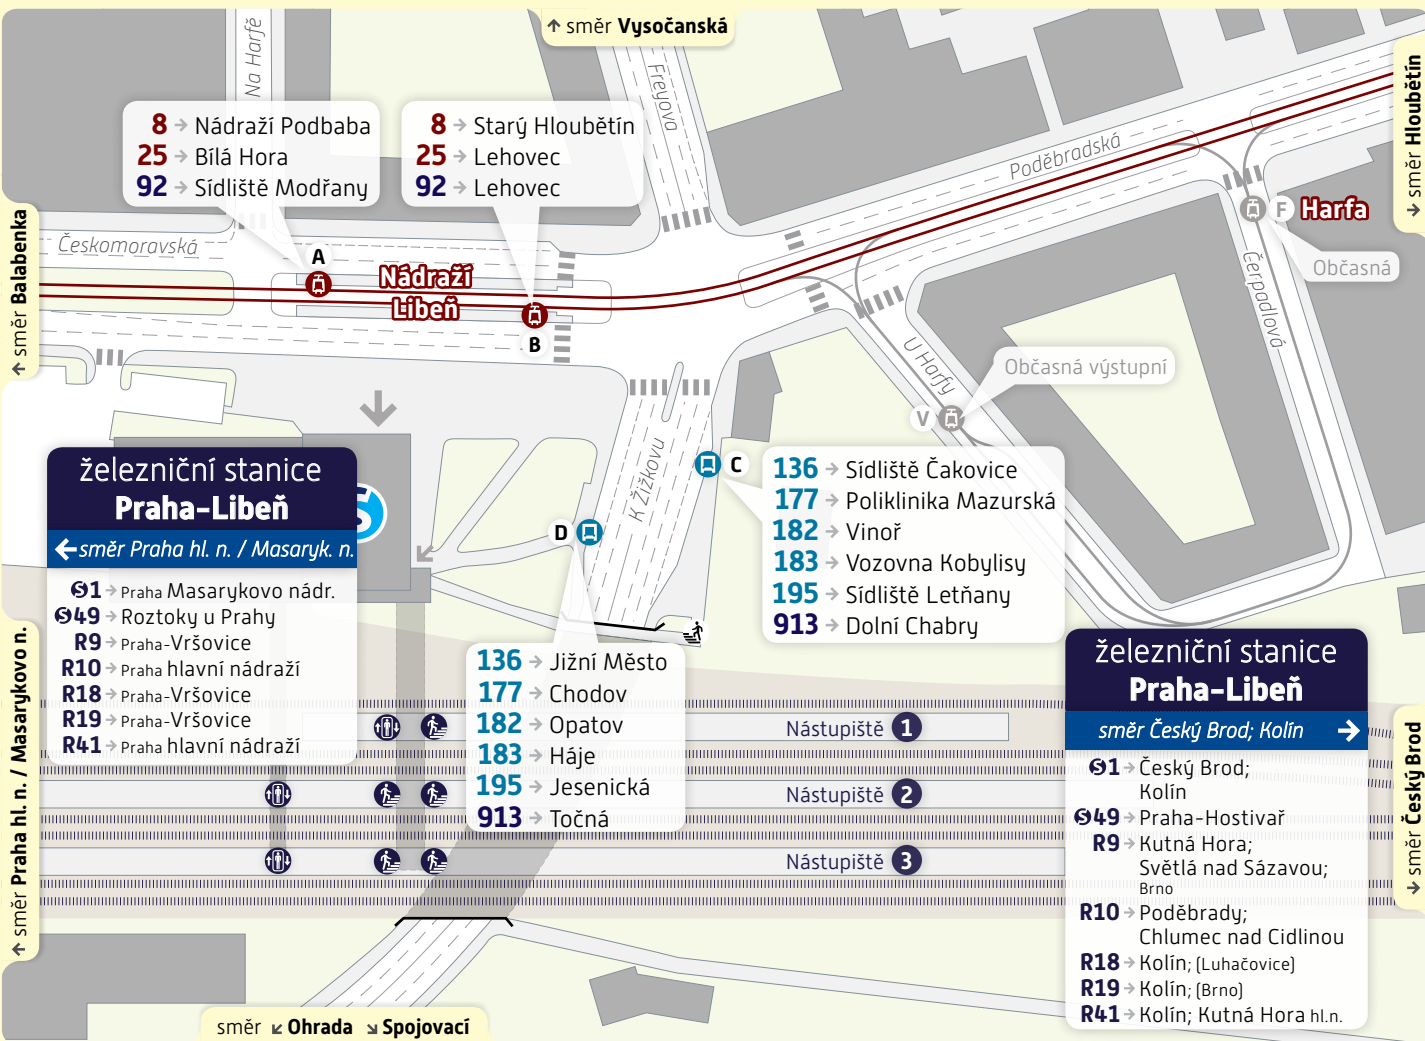 ↑ směr Vysočanská
Na Harfě
Freyova
→ směr Hloubětín
8 → Nádraží Podbaba
25 → Bílá Hora
92 → Sídliště Modřany
8 → Starý Hloubětín
25 → Lehovec
92 → Lehovec
Poděbradská
F Harfa
Občasná
Čerpadlová
↑ směr Balabenka
Českomoravská
A
Nádraží
Libeň
B
U Harfy
Občasná výstupní
V
K Žižkovu
C
D
136 → Sídliště Čakovice
177 → Poliklinika Mazurská
182 → Vinoř
183 → Vozovna Kobylisy
195 → Sídliště Letňany
913 → Dolní Chabry
železniční stanice
Praha-Libeň
← směr Praha hl. n. / Masaryk. n.
S1 → Praha Masarykovo nádr.
S49 → Roztoky u Prahy
R9 → Praha-Vršovice
R10 → Praha hlavní nádraží
R18 → Praha-Vršovice
R19 → Praha-Vršovice
R41 → Praha hlavní nádraží
S
136 → Jižní Město
177 → Chodov
182 → Opatov
183 → Háje
195 → Jesenická
913 → Točná
Nástupiště 1
Nástupiště 2
Nástupiště 3
železniční stanice
Praha-Libeň
směr Český Brod; Kolín →
S1 → Český Brod;
Kolín
S49 → Praha-Hostivař
R9 → Kutná Hora;
Světlá nad Sázavou;
Brno
R10 → Poděbrady;
Chlumec nad Cidlinou
R18 → Kolín; (Luhačovice)
R19 → Kolín; (Brno)
R41 → Kolín; Kutná Hora hl.n.
↑ směr Praha hl. n. / Masarykovo n.
↓ směr Český Brod
směr ↙ Ohrada ↘ Spojovací